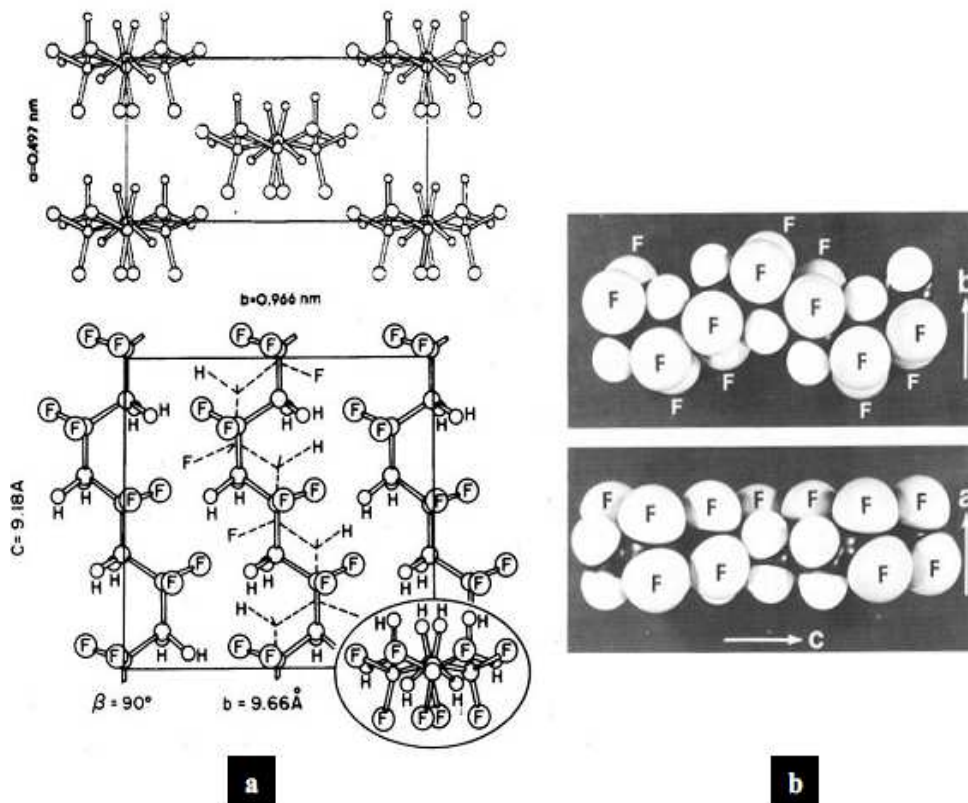 a=0.497 nm
b=0.966 nm
F F F F F F
H F
F H F H F H
F H F H F H
F F H
H H H
H F H F H F
F H
H H H
H F H F H F
H
F F H F F H
C = 9.18A
β = 90°
b = 9.66Å
H H
H H
F F F F
H H H H
F F F F
a
F
F F
F F
F F F
F F
F F F
b
F F F F F F F
F F F F
a
c
b